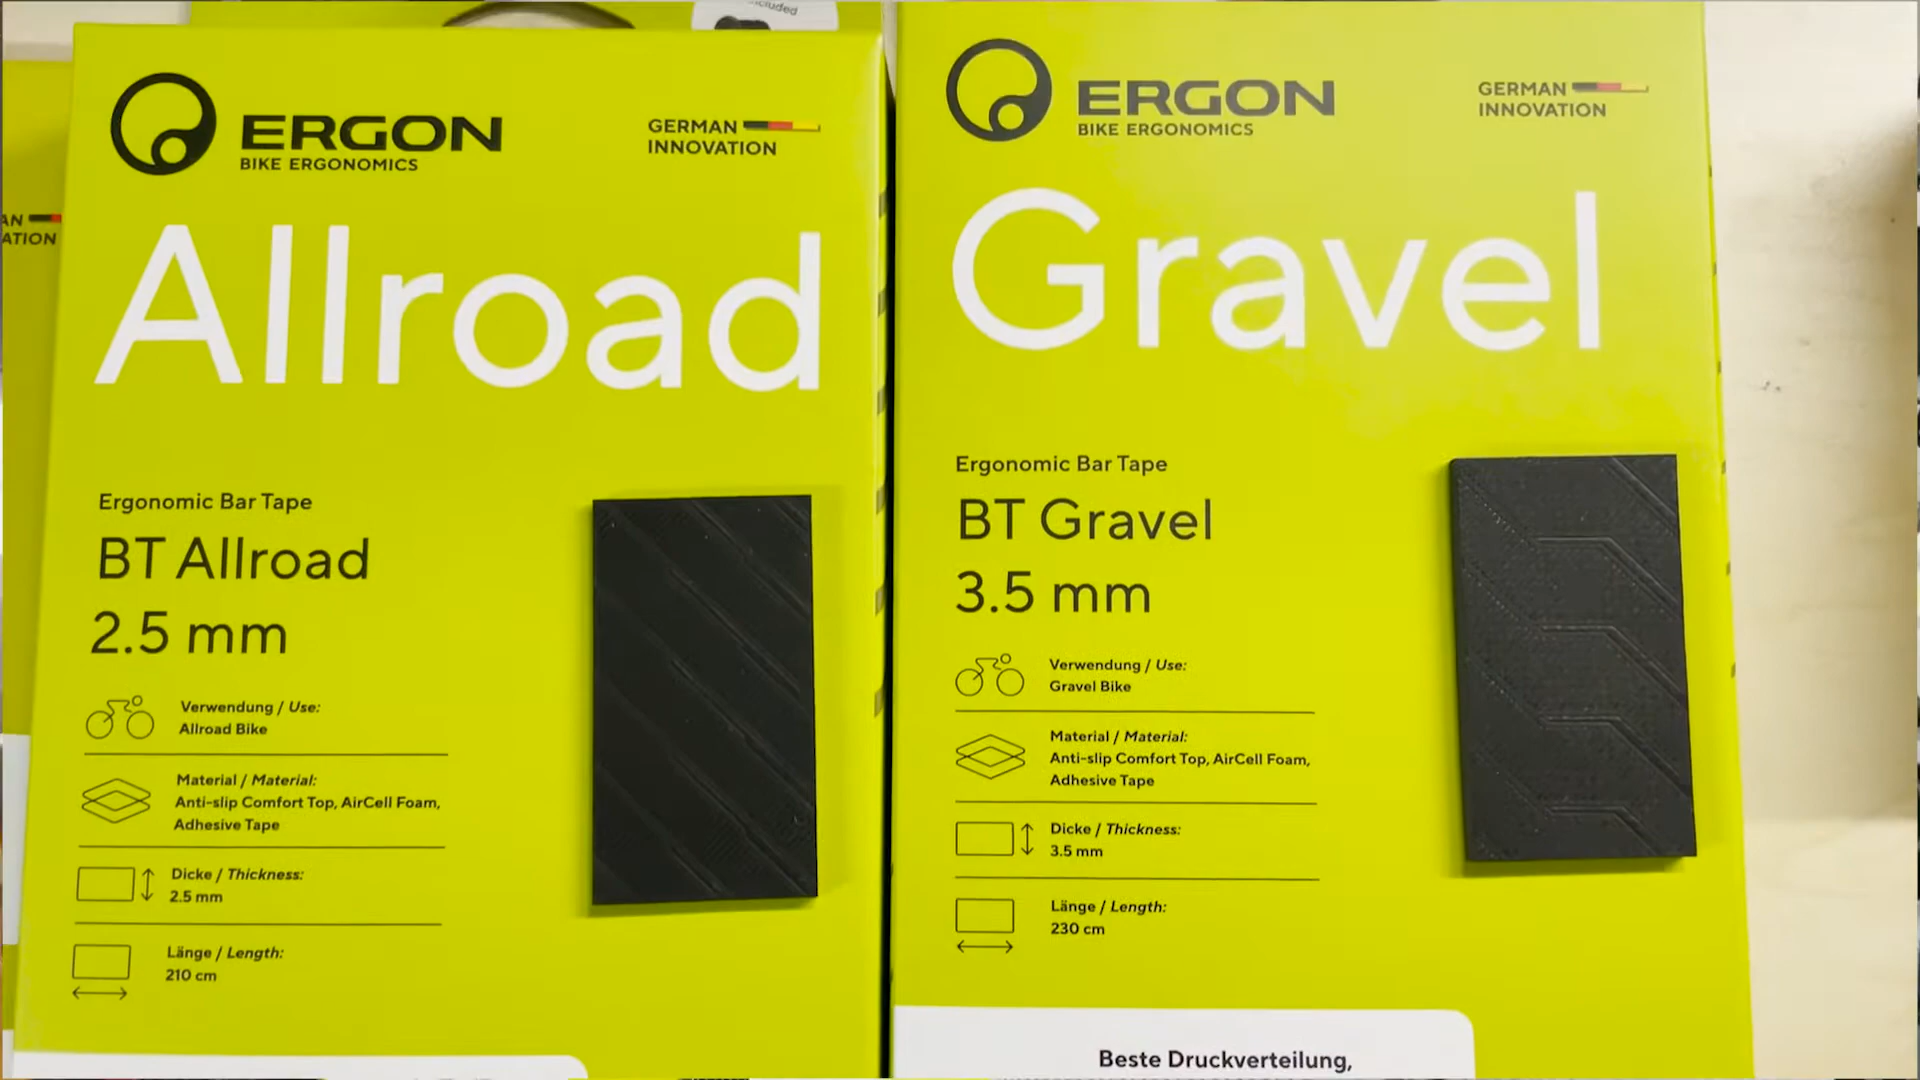 included
AN
ATION
ERGON
BIKE ERGONOMICS
GERMAN
INNOVATION
Allroad
Ergonomic Bar Tape
BT Allroad
2.5 mm
Verwendung / Use:
Allroad Bike
Material / Material:
Anti-slip Comfort Top, AirCell Foam,
Adhesive Tape
Dicke / Thickness:
2.5 mm
Länge / Length:
210 cm
ERGON
BIKE ERGONOMICS
GERMAN
INNOVATION
Gravel
Ergonomic Bar Tape
BT Gravel
3.5 mm
Verwendung / Use:
Gravel Bike
Material / Material:
Anti-slip Comfort Top, AirCell Foam,
Adhesive Tape
Dicke / Thickness:
3.5 mm
Länge / Length:
230 cm
Beste Druckverteilung,